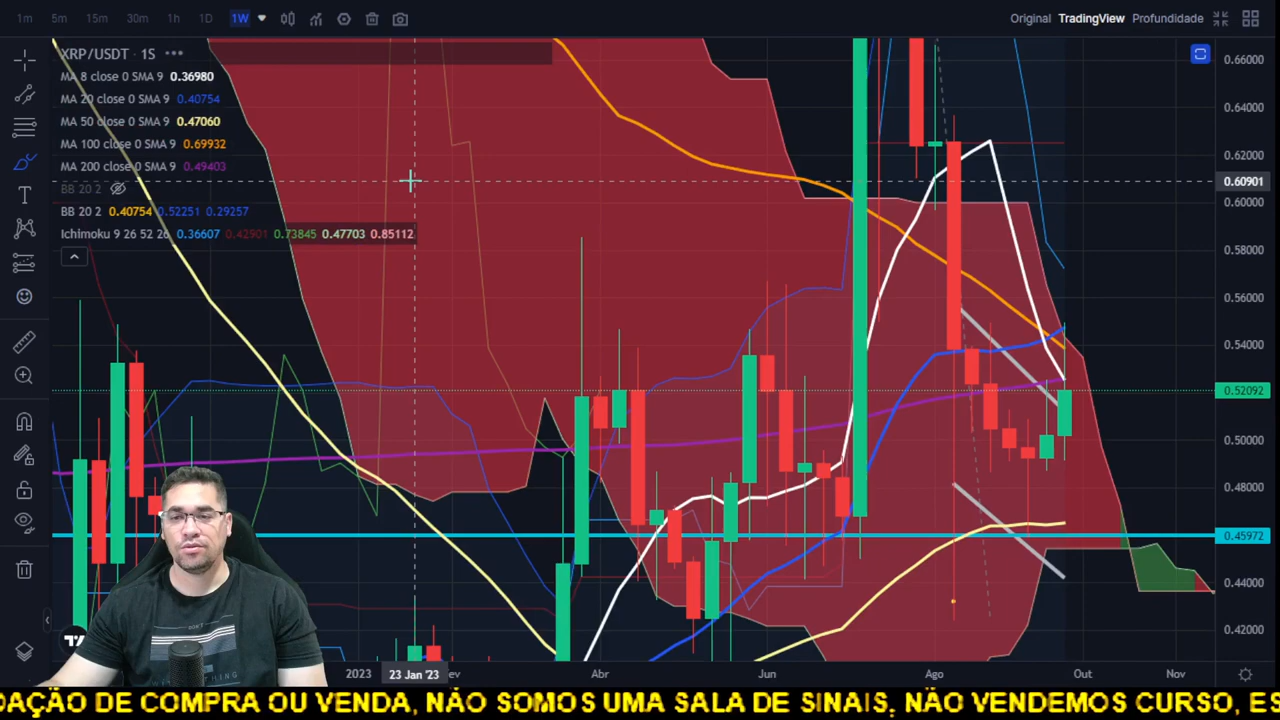 1m 5m 15m 30m 1h 1D 1W
Original TradingView Profundidade
XRP/USDT · 1S
MA 8 close 0 SMA 9 0.36980
MA 20 close 0 SMA 9 0.40754
MA 50 close 0 SMA 9 0.47060
MA 100 close 0 SMA 9 0.69932
MA 200 close 0 SMA 9 0.49403
BB 20 2
BB 20 2 0.40754 0.52251 0.29257
Ichimoku 9 26 52 26 0.36607 0.42901 0.73845 0.47703 0.85112
0.66000
0.64000
0.62000
0.60901
0.60000
0.58000
0.56000
0.54000
0.52092
0.50000
0.48000
0.45972
0.44000
0.42000
2023 23 Jan '23 ev Abr Jun Ago Out Nov
DAÇÃO DE COMPRA OU VENDA, NÃO SOMOS UMA SALA DE SINAIS, NÃO VENDEMOS CURSO, ES